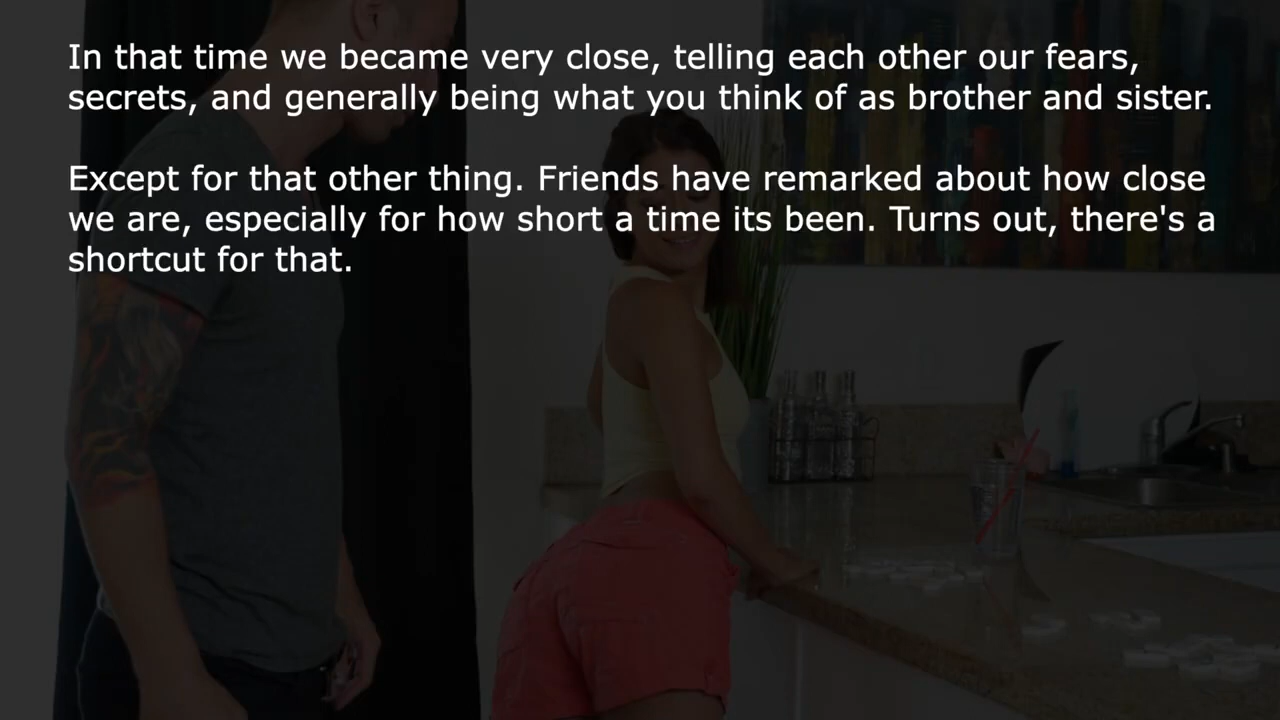 In that time we became very close, telling each other our fears,
secrets, and generally being what you think of as brother and sister.
Except for that other thing. Friends have remarked about how close
we are, especially for how short a time its been. Turns out, there's a
shortcut for that.